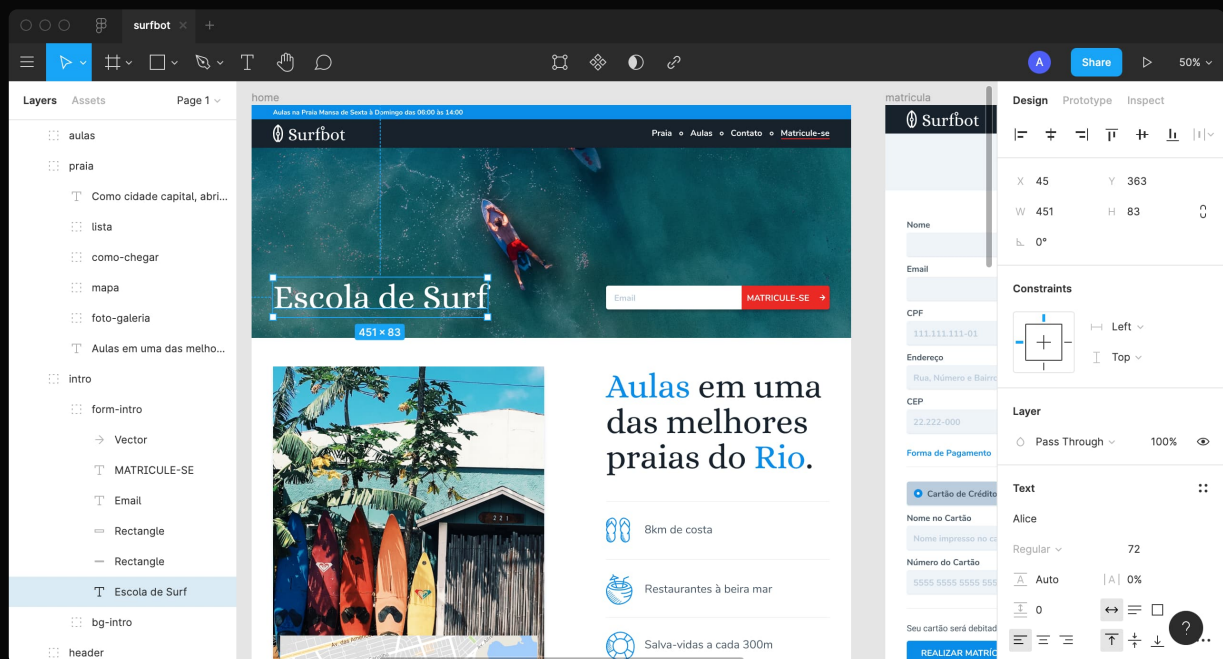 surfbot
Share
50%
A
Layers
Assets
Page 1
aulas
praia
Como cidade capital, abri...
lista
como-chegar
mapa
foto-galeria
Aulas em uma das melho...
intro
form-intro
Vector
MATRICULE-SE
Email
Rectangle
Rectangle
Escola de Surf
bg-intro
header
home
Aulas na Praia Mansa de Sexta à Domingo das 06:00 às 14:00
Surfbot
Praia
Aulas
Contato
Matricule-se
Escola de Surf
451 × 83
Email
MATRICULE-SE
Aulas em uma
das melhores
praias do Rio.
221
8km de costa
Restaurantes à beira mar
Salva-vidas a cada 300m
matricula
Surfbot
Nome
Email
CPF
111.111.111-01
Endereço
Rua, Número e Bairro
CEP
22.222-000
Forma de Pagamento
Cartão de Crédito
Nome no Cartão
Nome impresso no ca
Número do Cartão
5555 5555 5555 555
Seu cartão será debitad
REALIZAR MATRÍC
Design
Prototype
Inspect
X 45
Y 363
W 451
H 83
0°
Constraints
Left
Top
Layer
Pass Through
100%
Text
Alice
Regular
72
A Auto
|A| 0%
0
?